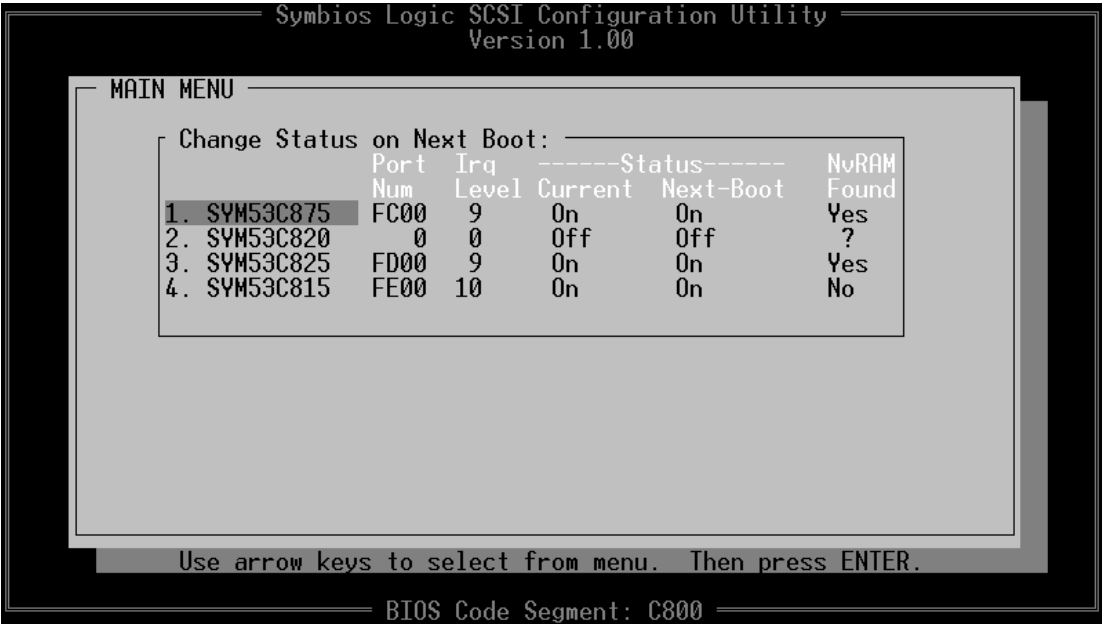 Symbios Logic SCSI Configuration Utility
Version 1.00
MAIN MENU
Change Status on Next Boot:
Port Irq ------Status------ NvRAM
Num Level Current Next-Boot Found
1. SYM53C875 FC00 9 On On Yes
2. SYM53C820 0 0 Off Off ?
3. SYM53C825 FD00 9 On On Yes
4. SYM53C815 FE00 10 On On No
Use arrow keys to select from menu. Then press ENTER.
BIOS Code Segment: C800